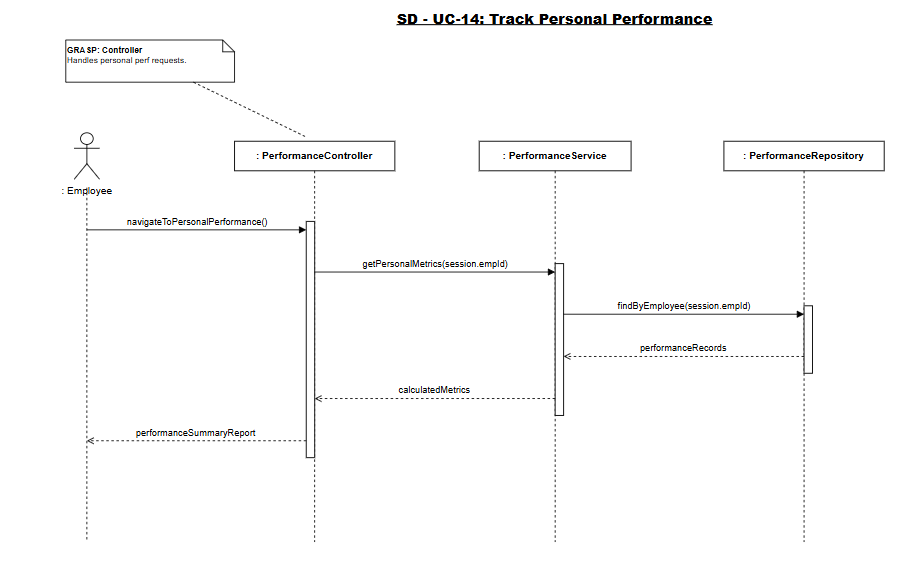 SD - UC-14: Track Personal Performance
GRASP: Controller
Handles personal perf requests.
: PerformanceController
: PerformanceService
: PerformanceRepository
: Employee
navigateToPersonalPerformance()
getPersonalMetrics(session.empId)
findByEmployee(session.empId)
performanceRecords
calculatedMetrics
performanceSummaryReport